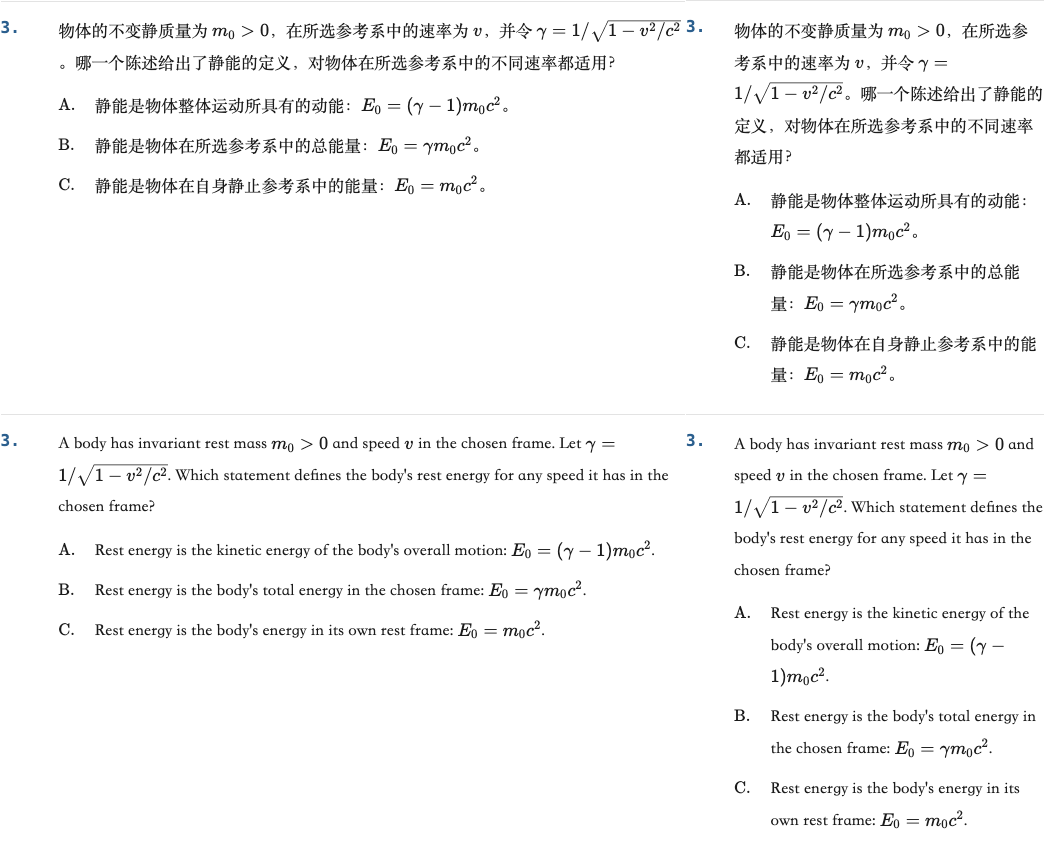 3. 物体的不变静质量为 m₀ > 0，在所选参考系中的速率为 v，并令 γ = 1/√(1 − v²/c²)
。哪一个陈述给出了静能的定义，对物体在所选参考系中的不同速率都适用?
A. 静能是物体整体运动所具有的动能：E₀ = (γ − 1)m₀c²。
B. 静能是物体在所选参考系中的总能量：E₀ = γm₀c²。
C. 静能是物体在自身静止参考系中的能量：E₀ = m₀c²。
3. 物体的不变静质量为 m₀ > 0，在所选参
考系中的速率为 v，并令 γ =
1/√(1 − v²/c²)。哪一个陈述给出了静能的
定义，对物体在所选参考系中的不同速率
都适用?
A. 静能是物体整体运动所具有的动能：
E₀ = (γ − 1)m₀c²。
B. 静能是物体在所选参考系中的总能
量：E₀ = γm₀c²。
C. 静能是物体在自身静止参考系中的能
量：E₀ = m₀c²。
3. A body has invariant rest mass m₀ > 0 and speed v in the chosen frame. Let γ =
1/√(1 − v²/c²). Which statement defines the body's rest energy for any speed it has in the
chosen frame?
A. Rest energy is the kinetic energy of the body's overall motion: E₀ = (γ − 1)m₀c².
B. Rest energy is the body's total energy in the chosen frame: E₀ = γm₀c².
C. Rest energy is the body's energy in its own rest frame: E₀ = m₀c².
3. A body has invariant rest mass m₀ > 0 and
speed v in the chosen frame. Let γ =
1/√(1 − v²/c²). Which statement defines the
body's rest energy for any speed it has in the
chosen frame?
A. Rest energy is the kinetic energy of the
body's overall motion: E₀ = (γ −
1)m₀c².
B. Rest energy is the body's total energy in
the chosen frame: E₀ = γm₀c².
C. Rest energy is the body's energy in its
own rest frame: E₀ = m₀c².